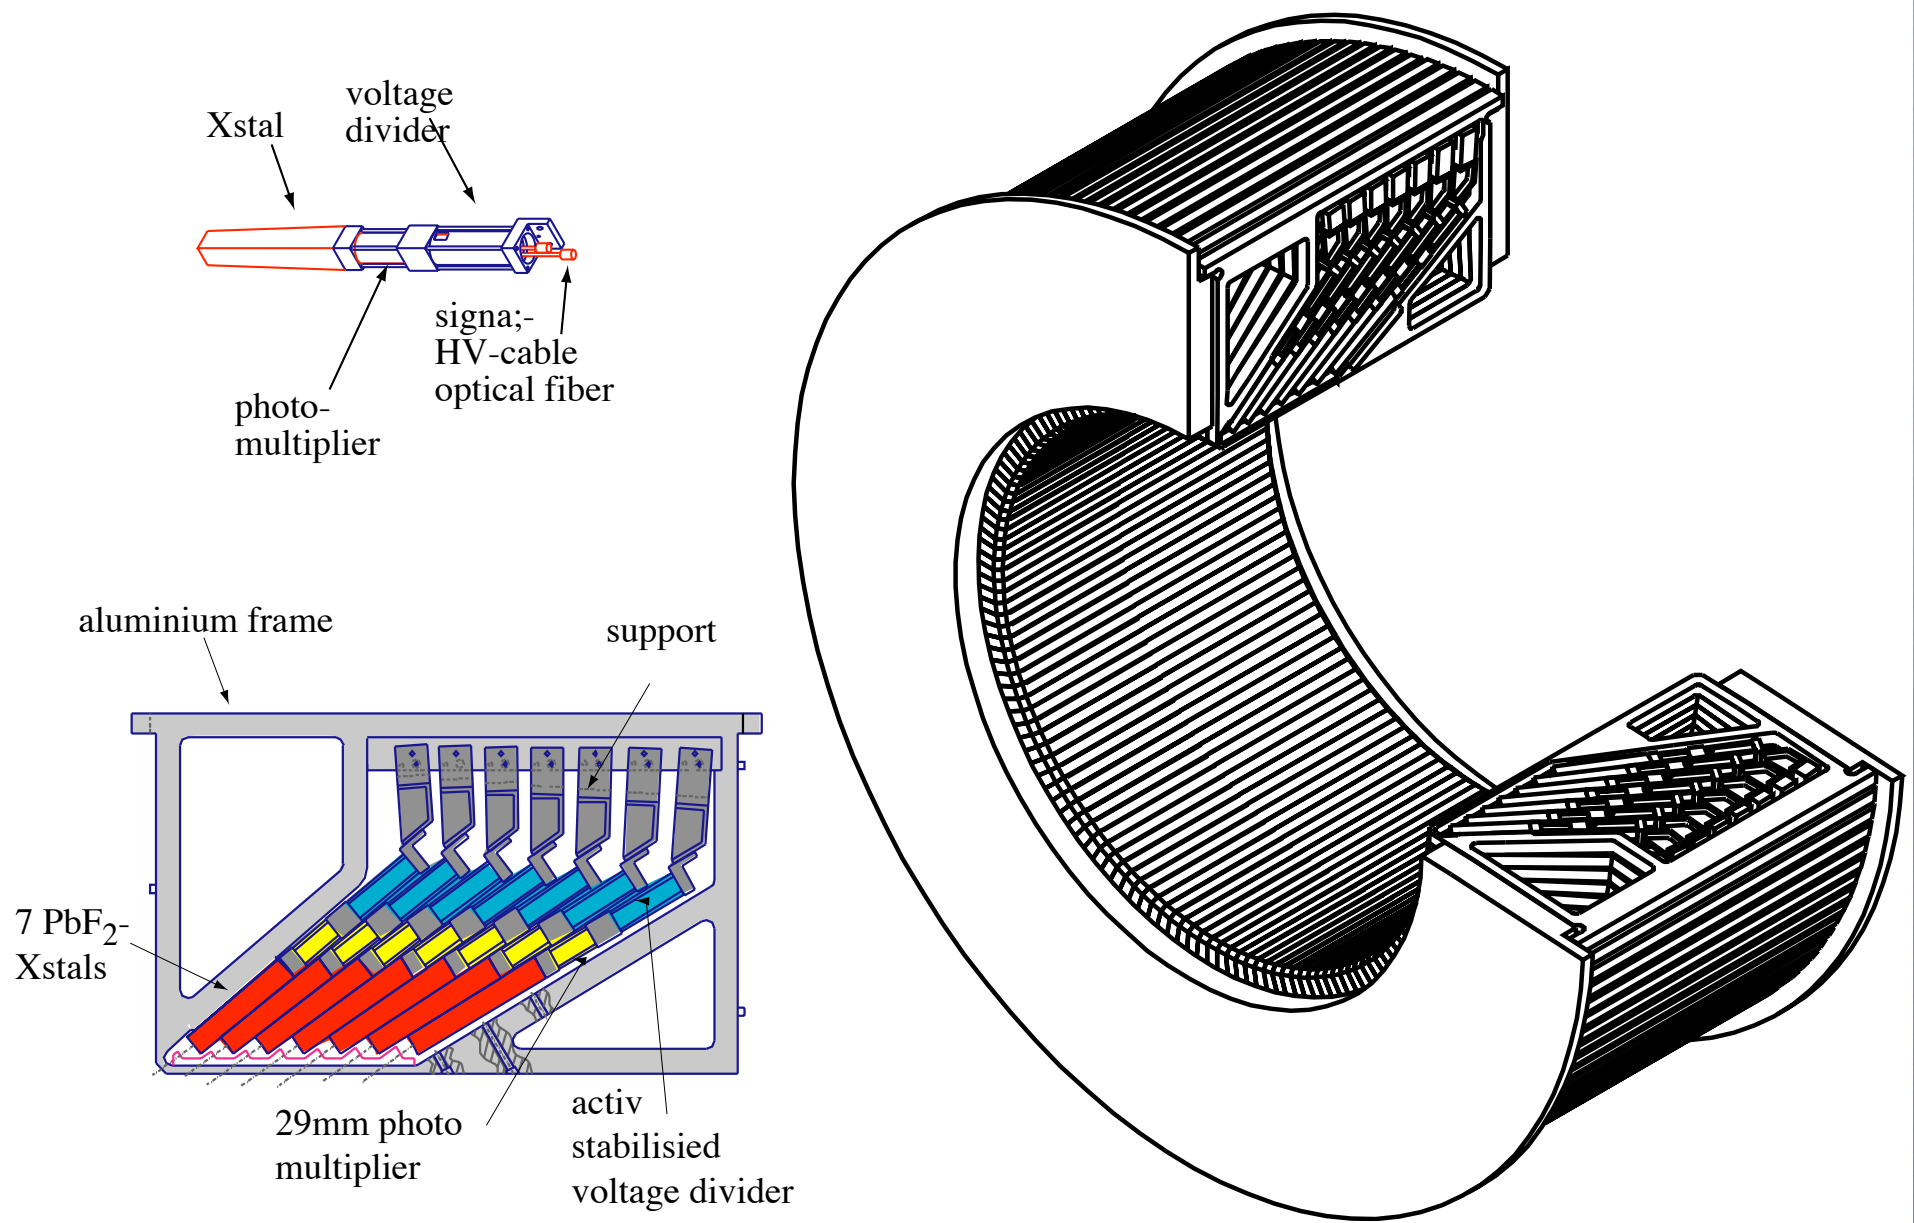 voltage
divider
Xstal
signa;-
HV-cable
optical fiber
photo-
multiplier
aluminium frame
support
7 PbF2-
Xstals
29mm photo
multiplier
activ
stabilisied
voltage divider